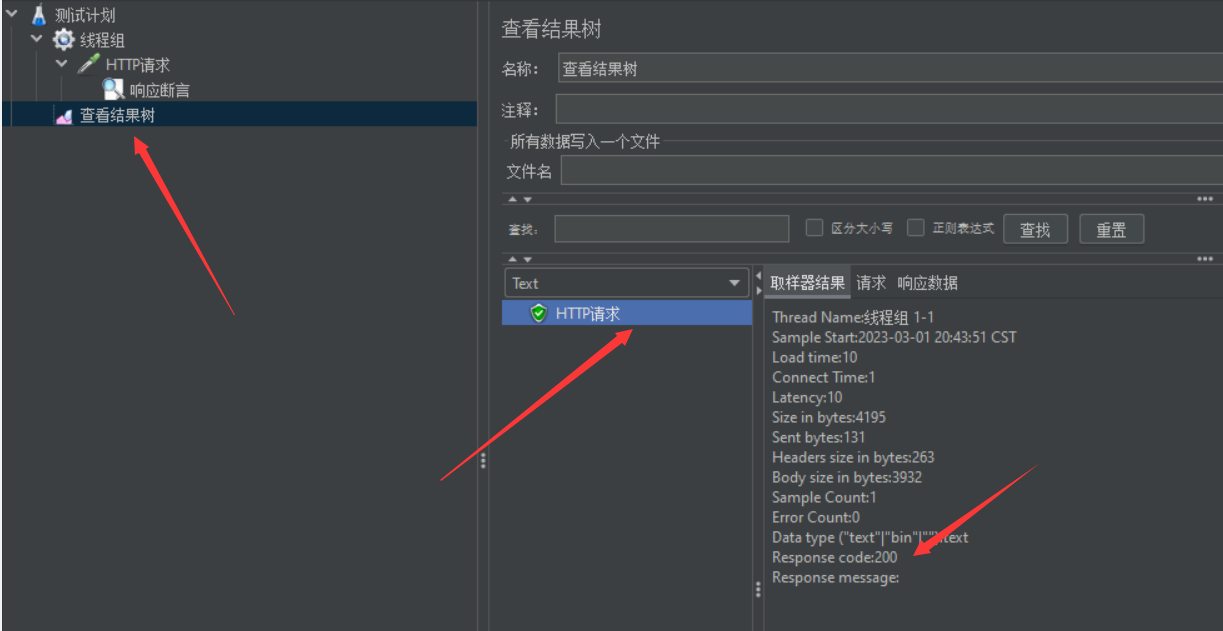 测试计划
线程组
HTTP请求
响应断言
查看结果树
查看结果树
名称： 查看结果树
注释：
所有数据写入一个文件
文件名
查找: 区分大小写 正则表达式 查找 重置
Text
HTTP请求
取样器结果 请求 响应数据
Thread Name:线程组 1-1
Sample Start:2023-03-01 20:43:51 CST
Load time:10
Connect Time:1
Latency:10
Size in bytes:4195
Sent bytes:131
Headers size in bytes:263
Body size in bytes:3932
Sample Count:1
Error Count:0
Data type ("text"|"bin"|""):text
Response code:200
Response message: